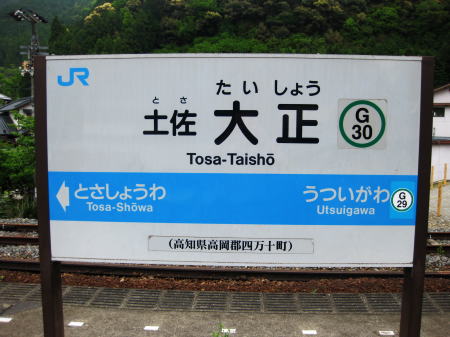 JR
たいしょう
とさ
土佐 大正
G
30
Tosa-Taishō
とさしょうわ うついがわ
Tosa-Shōwa Utsuigawa
G
29
(高知県高岡郡四万十町)